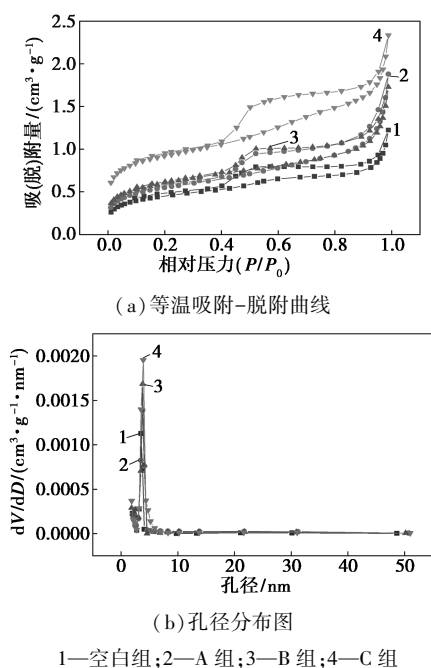 2.5
2.0
1.5
1.0
0.5
0.0
吸(脱)附量/(cm³·g⁻¹)
4
2
3
1
0.0 0.2 0.4 0.6 0.8 1.0
相对压力(P/P₀)
(a)等温吸附-脱附曲线
0.0020
0.0015
0.0010
0.0005
0.0000
dV/dD/(cm³·g⁻¹·nm⁻¹)
4
3
1
2
0 10 20 30 40 50
孔径/nm
(b)孔径分布图
1—空白组;2—A 组;3—B 组;4—C 组